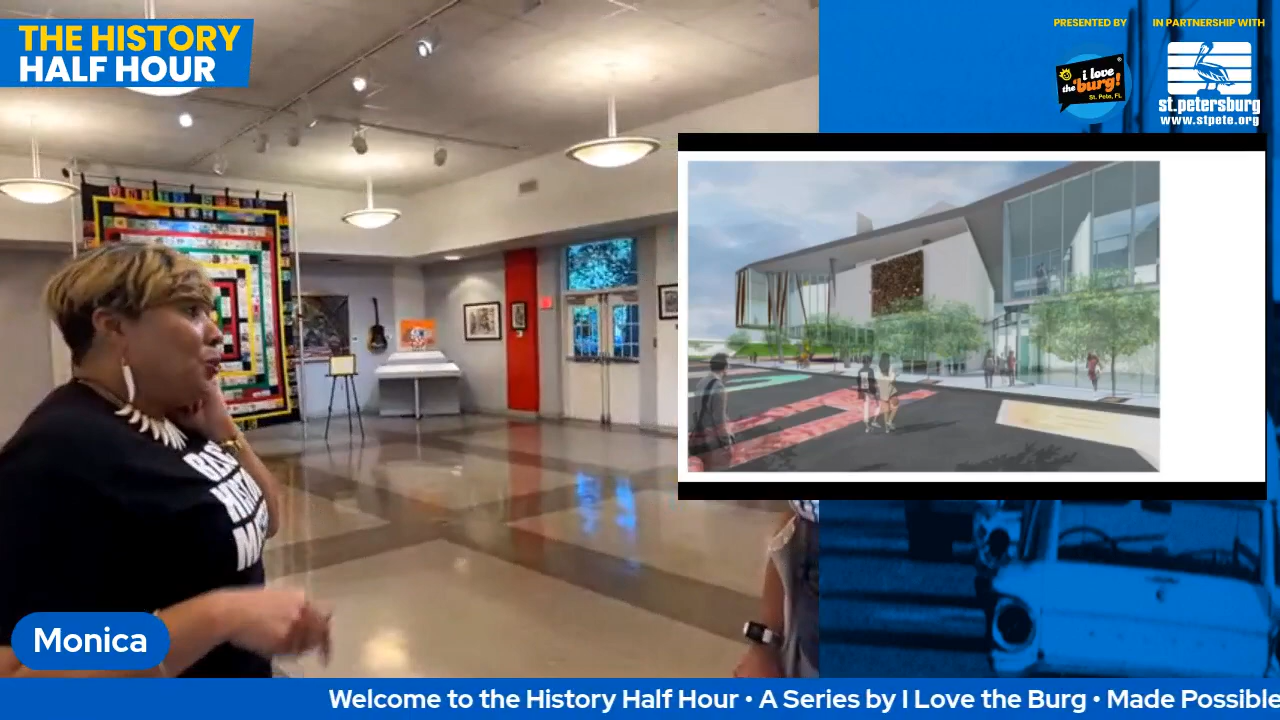 THE HISTORY
HALF HOUR
PRESENTED BY
IN PARTNERSHIP WITH
i love
the 'burg!
St. Pete, FL
st.petersburg
www.stpete.org
Monica
Welcome to the History Half Hour • A Series by I Love the Burg • Made Possible